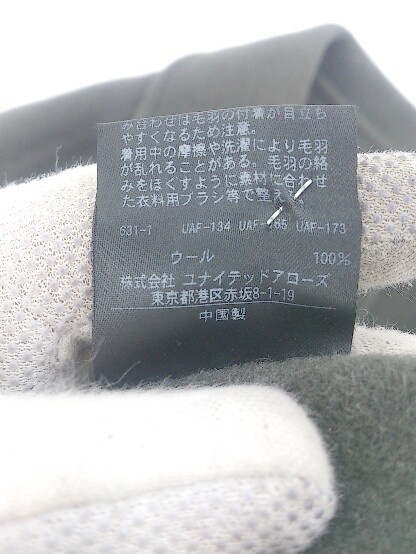 み合わせは毛羽の付着が目立ち
やすくなるため注意。
着用中の摩擦や洗濯により毛羽
が乱れることがある。毛羽の絡
みをほぐすように素材に合わせ
た衣料用ブラシ等で整え
631-1 UAF-134 UAF-165 UAF-173
ウール 100%
株式会社 ユナイテッドアローズ
東京都港区赤坂8-1-19
中国製